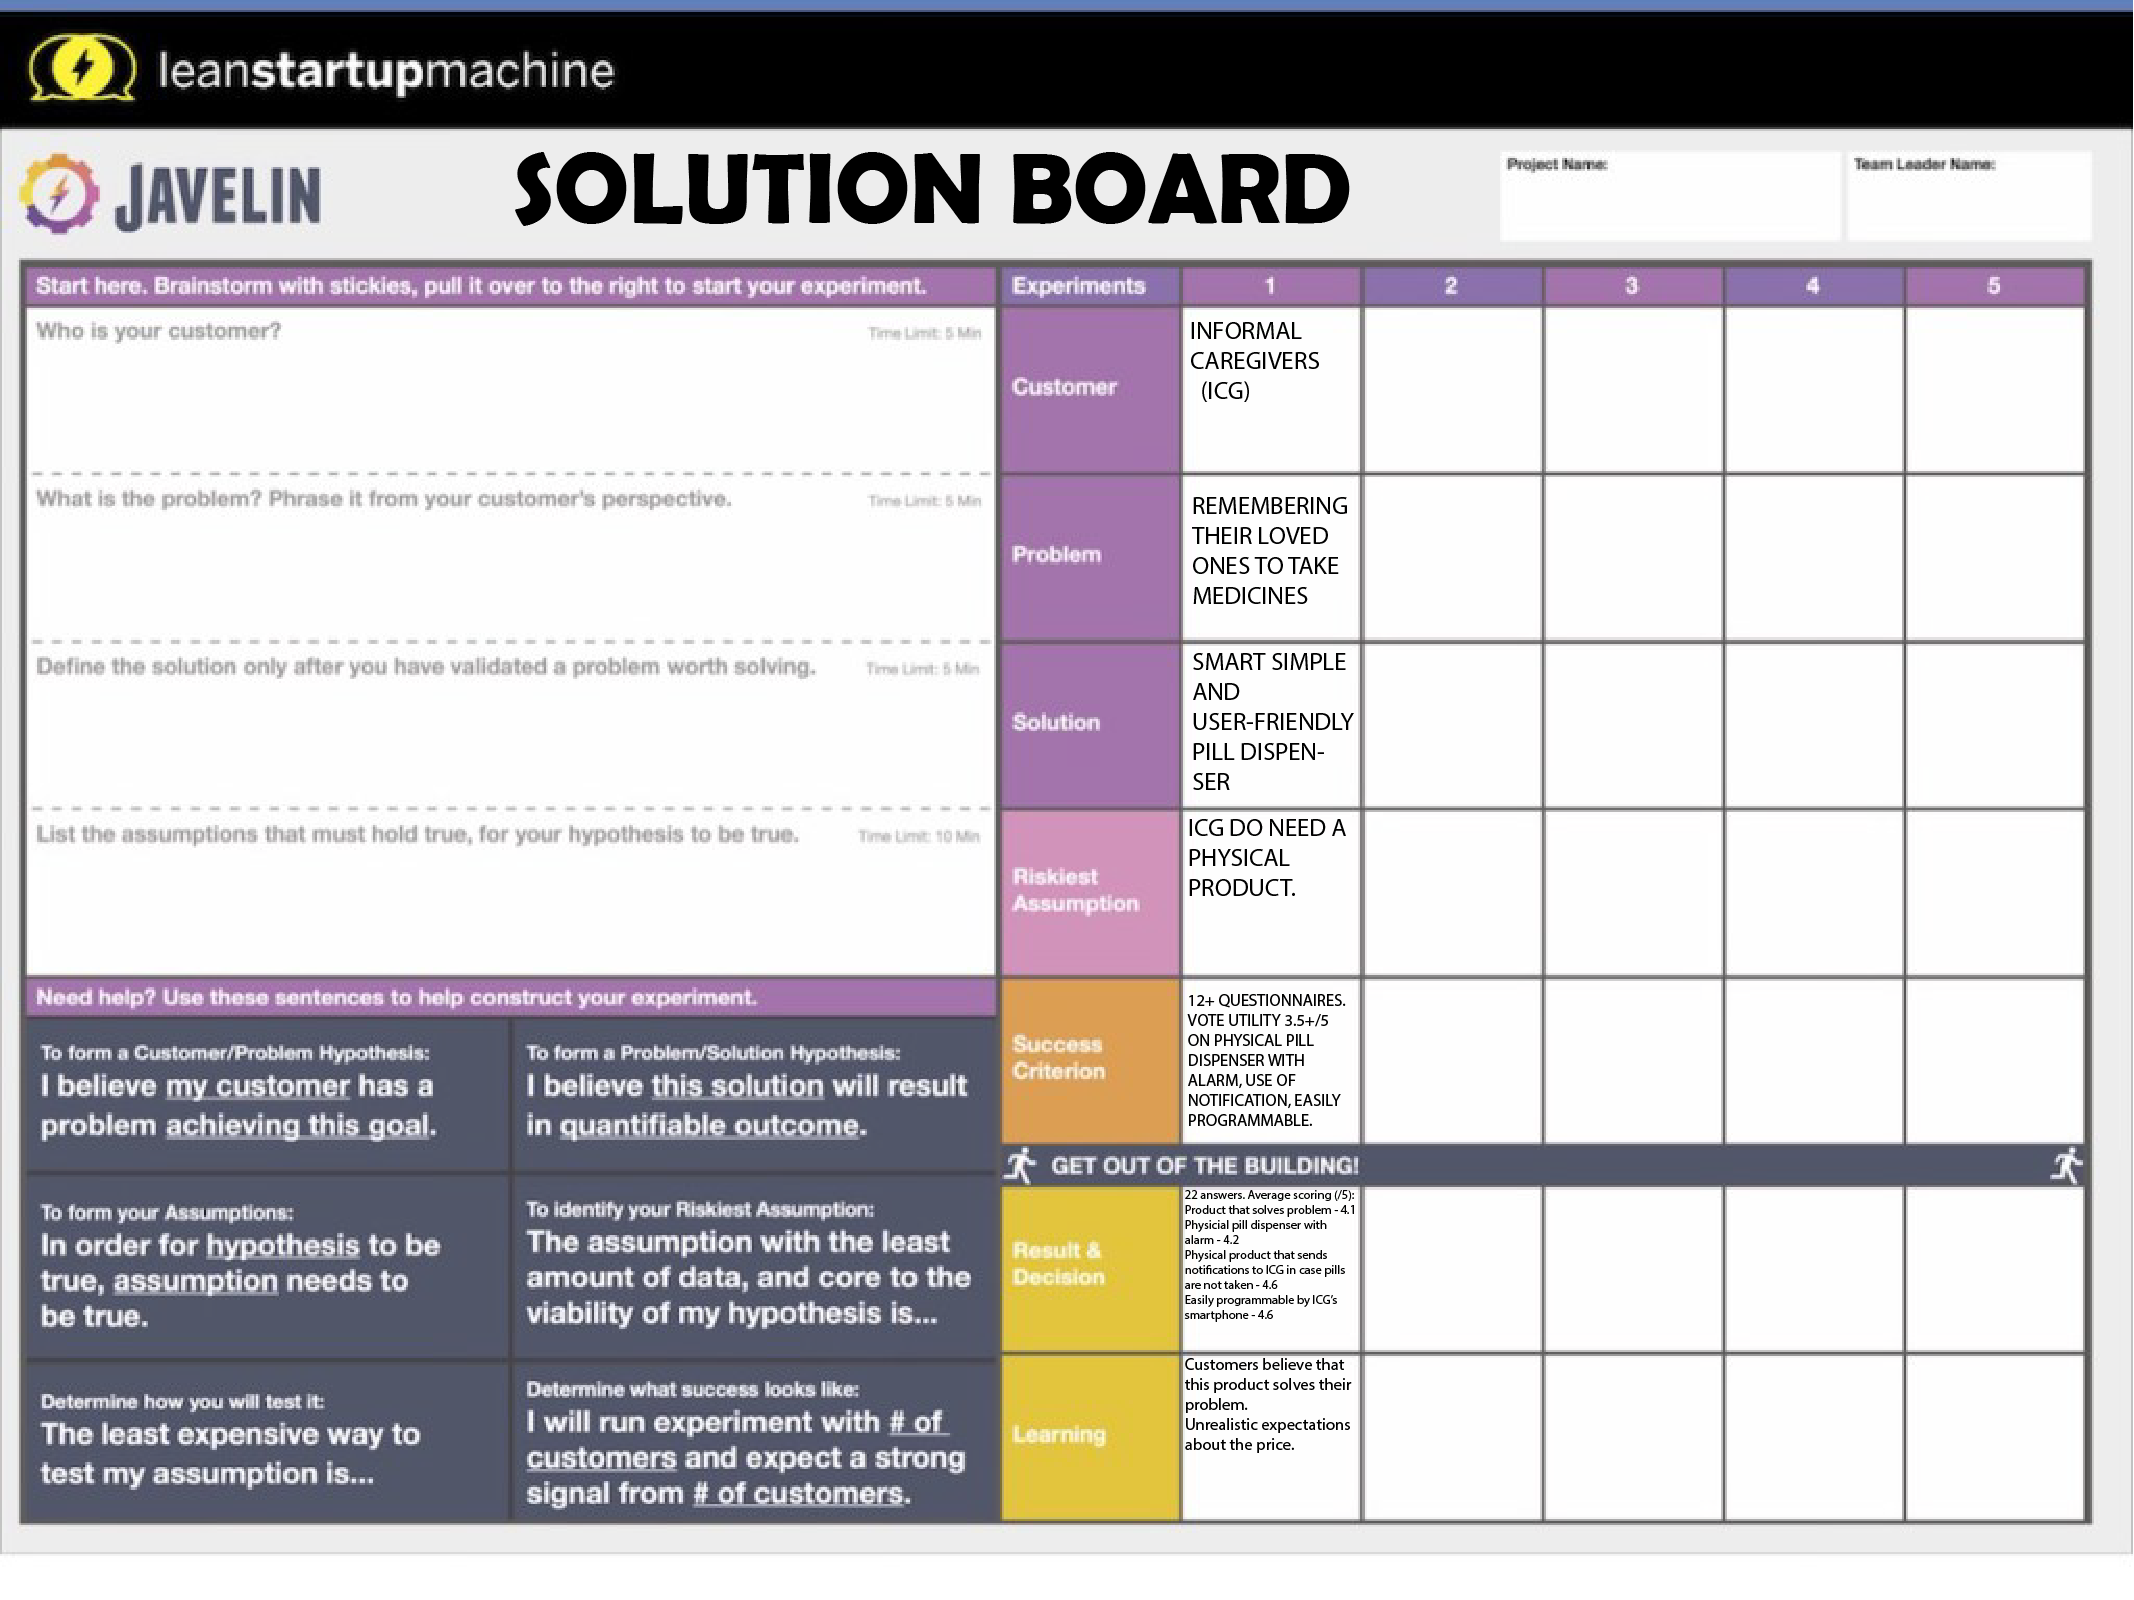 leanstartupmachine
JAVELIN
SOLUTION BOARD
Project Name:
Team Leader Name:
Start here. Brainstorm with stickies, pull it over to the right to start your experiment.
Who is your customer?
Time Limit: 5 Min
What is the problem? Phrase it from your customer's perspective.
Time Limit: 5 Min
Define the solution only after you have validated a problem worth solving.
Time Limit: 5 Min
List the assumptions that must hold true, for your hypothesis to be true.
Time Limit: 10 Min
Need help? Use these sentences to help construct your experiment.
To form a Customer/Problem Hypothesis:
I believe my customer has a
problem achieving this goal.
To form a Problem/Solution Hypothesis:
I believe this solution will result
in quantifiable outcome.
To form your Assumptions:
In order for hypothesis to be
true, assumption needs to
be true.
To identify your Riskiest Assumption:
The assumption with the least
amount of data, and core to the
viability of my hypothesis is...
Determine how you will test it:
The least expensive way to
test my assumption is...
Determine what success looks like:
I will run experiment with # of
customers and expect a strong
signal from # of customers.
Experiments
1
2
3
4
5
Customer
INFORMAL
CAREGIVERS
(ICG)
Problem
REMEMBERING
THEIR LOVED
ONES TO TAKE
MEDICINES
Solution
SMART SIMPLE
AND
USER-FRIENDLY
PILL DISPEN-
SER
Riskiest
Assumption
ICG DO NEED A
PHYSICAL
PRODUCT.
Success
Criterion
12+ QUESTIONNAIRES.
VOTE UTILITY 3.5+/5
ON PHYSICAL PILL
DISPENSER WITH
ALARM, USE OF
NOTIFICATION, EASILY
PROGRAMMABLE.
GET OUT OF THE BUILDING!
Result &
Decision
22 answers. Average scoring (/5):
Product that solves problem - 4.1
Physicial pill dispenser with
alarm - 4.2
Physical product that sends
notifications to ICG in case pills
are not taken - 4.6
Easily programmable by ICG's
smartphone - 4.6
Learning
Customers believe that
this product solves their
problem.
Unrealistic expectations
about the price.